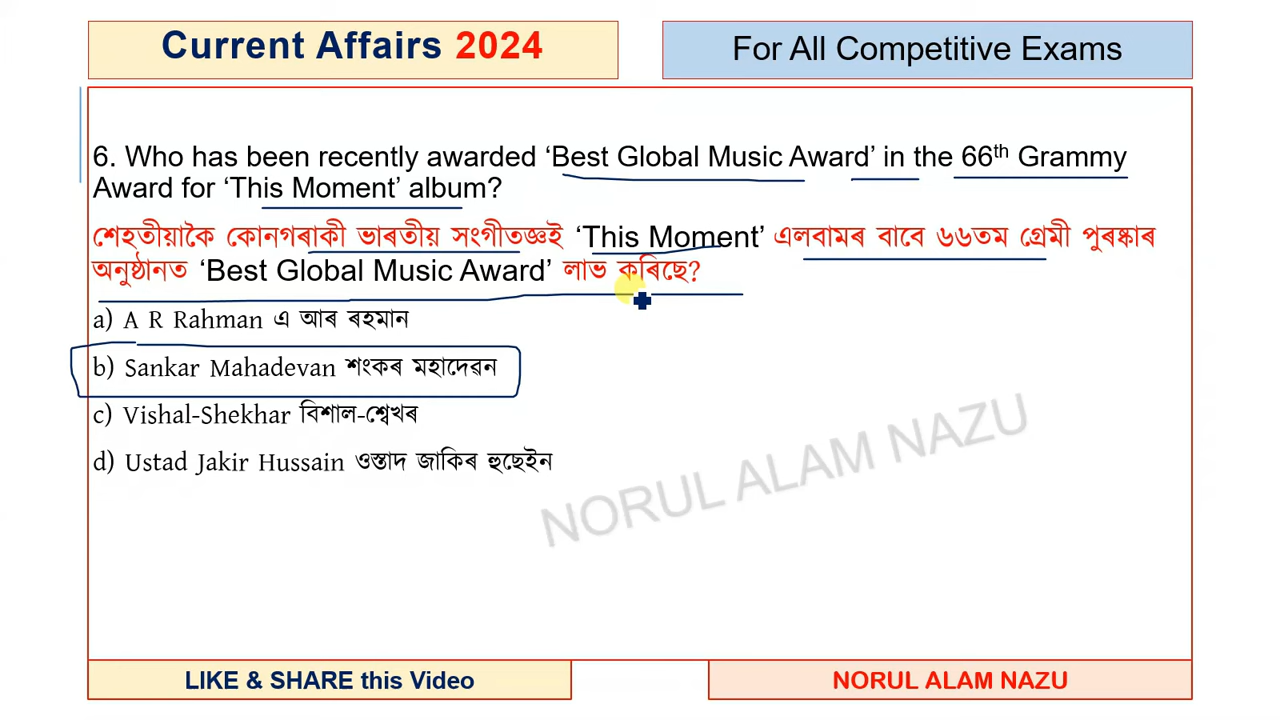 Current Affairs 2024
For All Competitive Exams
6. Who has been recently awarded ‘Best Global Music Award’ in the 66th Grammy
Award for ‘This Moment’ album?
শেহতীয়াকৈ কোনগৰাকী ভাৰতীয় সংগীতজ্ঞই ‘This Moment’ এলবামৰ বাবে ৬৬তম গ্ৰেমী পুৰষ্কাৰ
অনুষ্ঠানত ‘Best Global Music Award’ লাভ কৰিছে?
a) A R Rahman এ আৰ ৰহমান
b) Sankar Mahadevan শংকৰ মহাদেৱন
c) Vishal-Shekhar বিশাল-শ্বেখৰ
d) Ustad Jakir Hussain ওস্তাদ জাকিৰ হুছেইন
NORUL ALAM NAZU
LIKE & SHARE this Video
NORUL ALAM NAZU